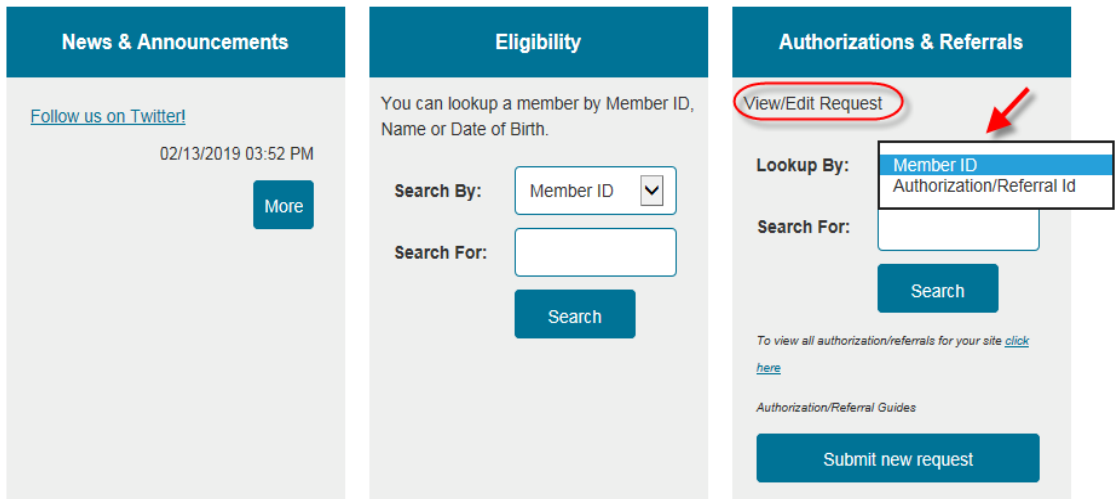 News & Announcements
Follow us on Twitter!
02/13/2019 03:52 PM
More
Eligibility
You can lookup a member by Member ID,
Name or Date of Birth.
Search By:
Member ID
Search For:
Search
Authorizations & Referrals
View/Edit Request
Lookup By:
Member ID
Authorization/Referral Id
Search For:
Search
To view all authorization/referrals for your site click
here
Authorization/Referral Guides
Submit new request